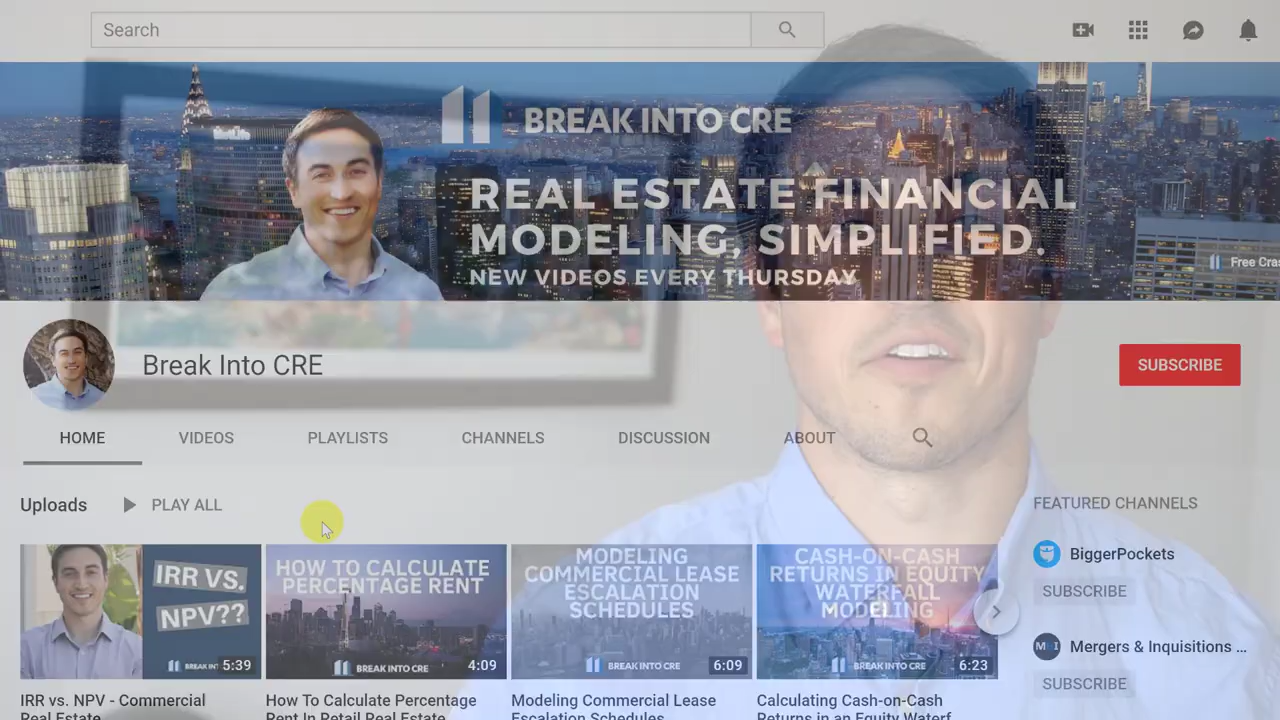 Search
BREAK INTO CRE
REAL ESTATE FINANCIAL
MODELING, SIMPLIFIED.
NEW VIDEOS EVERY THURSDAY
Free Cras
Break Into CRE
SUBSCRIBE
HOME VIDEOS PLAYLISTS CHANNELS DISCUSSION ABOUT
Uploads PLAY ALL
FEATURED CHANNELS
IRR VS.
NPV??
BREAK INT
5:39
HOW TO CALCULATE
PERCENTAGE RENT
BREAK INTO CRE
4:09
MODELING
COMMERCIAL LEASE
ESCALATION
SCHEDULES
BREAK INTO CRE
6:09
CASH-ON-CASH
RETURNS IN EQUITY
WATERFALL
MODELING
BREAK INTO CRE
6:23
BiggerPockets
SUBSCRIBE
M&I Mergers & Inquisitions ...
SUBSCRIBE
IRR vs. NPV - Commercial
Real Estate
How To Calculate Percentage
Rent In Retail Real Estate
Modeling Commercial Lease
Escalation Schedules
Calculating Cash-on-Cash
Returns in an Equity Waterf